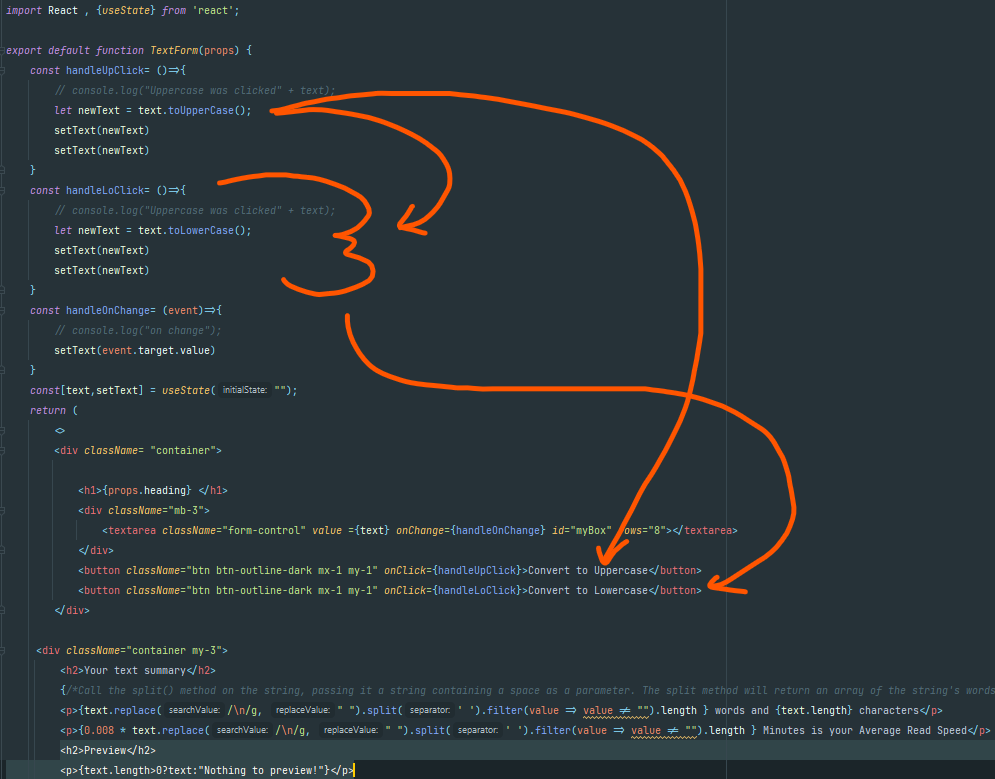 import React , {useState} from 'react';
export default function TextForm(props) {
const handleUpClick= ()=>{
// console.log("Uppercase was clicked" + text);
let newText = text.toUpperCase();
setText(newText)
setText(newText)
}
const handleLoClick= ()=>{
// console.log("Uppercase was clicked" + text);
let newText = text.toLowerCase();
setText(newText)
setText(newText)
}
const handleOnChange= (event)=>{
// console.log("on change");
setText(event.target.value)
}
const[text,setText] = useState( initialState: "");
return (
<>
<div className= "container">
<h1>{props.heading} </h1>
<div className="mb-3">
<textarea className="form-control" value ={text} onChange={handleOnChange} id="myBox" rows="8"></textarea>
</div>
<button className="btn btn-outline-dark mx-1 my-1" onClick={handleUpClick}>Convert to Uppercase</button>
<button className="btn btn-outline-dark mx-1 my-1" onClick={handleLoClick}>Convert to Lowercase</button>
</div>
<div className="container my-3">
<h2>Your text summary</h2>
{/*Call the split() method on the string, passing it a string containing a space as a parameter. The split method will return an array of the string's words
<p>{text.replace( searchValue: /\n/g, replaceValue: " ").split( separator: ' ').filter(value => value != "").length } words and {text.length} characters</p>
<p>{0.008 * text.replace( searchValue: /\n/g, replaceValue: " ").split( separator: ' ').filter(value => value != "").length } Minutes is your Average Read Speed</p>
<h2>Preview</h2>
<p>{text.length>0?text:"Nothing to preview!"}</p>